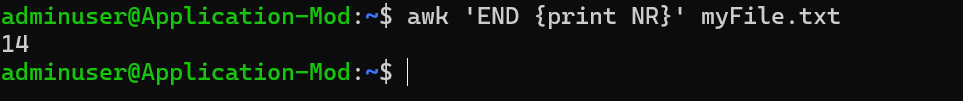 adminuser@Application-Mod:~$ awk 'END {print NR}' myFile.txt
14
adminuser@Application-Mod:~$